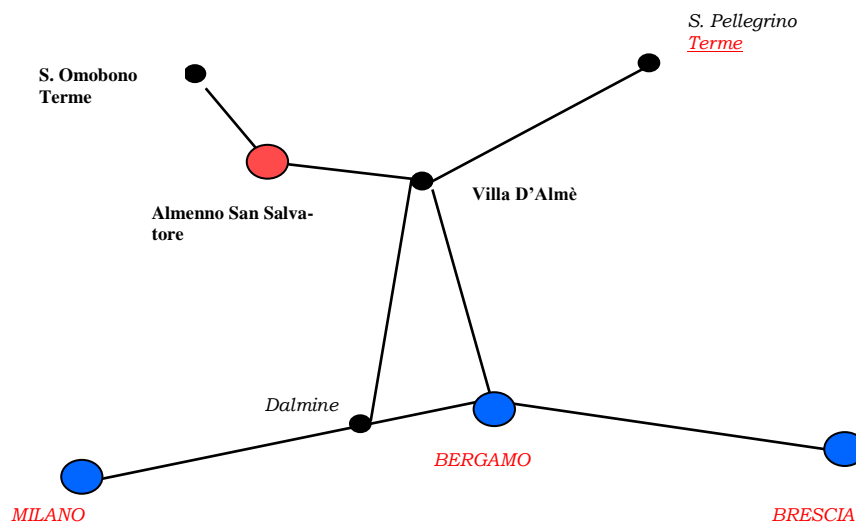 S. Pellegrino
Terme
S. Omobono
Terme
Villa D'Almè
Almenno San Salva-
tore
Dalmine
BERGAMO
MILANO
BRESCIA